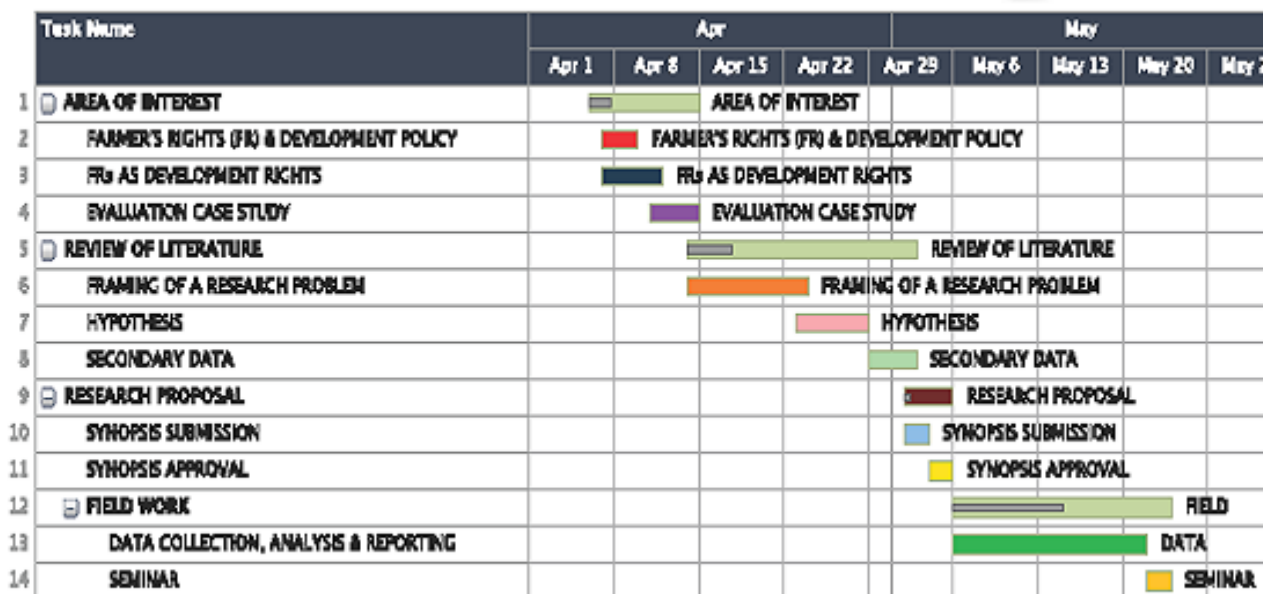 Task Name Apr May
Apr 1 Apr 8 Apr 15 Apr 22 Apr 29 May 6 May 13 May 20 May 2
1 AREA OF INTEREST AREA OF INTEREST
2 FARMER'S RIGHTS (FR) & DEVELOPMENT POLICY FARMER'S RIGHTS (FR) & DEVELOPMENT POLICY
3 FRs AS DEVELOPMENT RIGHTS FRs AS DEVELOPMENT RIGHTS
4 EVALUATION CASE STUDY EVALUATION CASE STUDY
5 REVIEW OF LITERATURE REVIEW OF LITERATURE
6 FRAMING OF A RESEARCH PROBLEM FRAMING OF A RESEARCH PROBLEM
7 HYPOTHESIS HYPOTHESIS
8 SECONDARY DATA SECONDARY DATA
9 RESEARCH PROPOSAL RESEARCH PROPOSAL
10 SYNOPSIS SUBMISSION SYNOPSIS SUBMISSION
11 SYNOPSIS APPROVAL SYNOPSIS APPROVAL
12 FIELD WORK FIELD
13 DATA COLLECTION, ANALYSIS & REPORTING DATA
14 SEMINAR SEMINAR